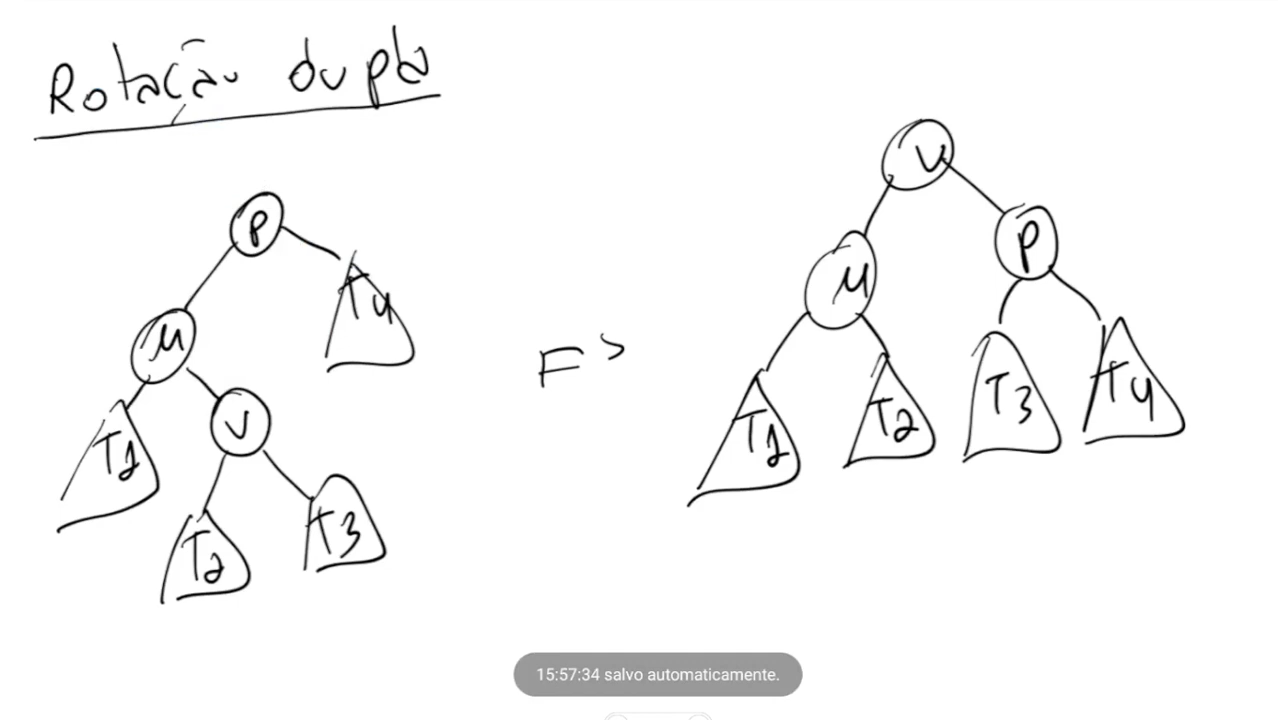 Rotação dupla
p
T4
u
T1
v
T2
T3
F>
v
u
p
T1
T2
T3
T4
15:57:34 salvo automaticamente.